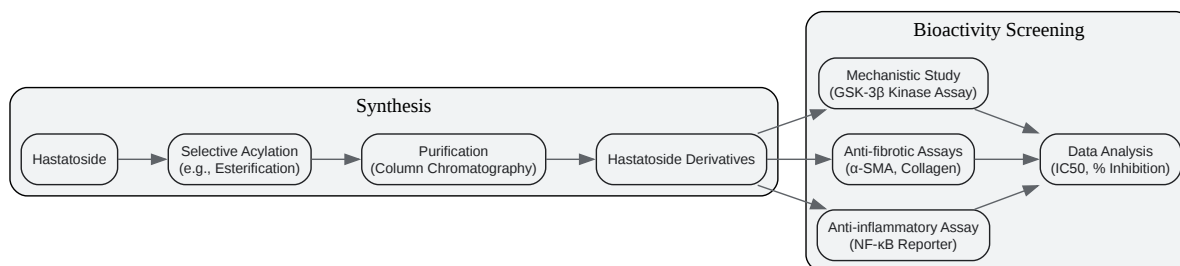 Bioactivity Screening
Synthesis
Hastatoside
Selective Acylation
(e.g., Esterification)
Purification
(Column Chromatography)
Hastatoside Derivatives
Mechanistic Study
(GSK-3β Kinase Assay)
Anti-fibrotic Assays
(α-SMA, Collagen)
Anti-inflammatory Assay
(NF-κB Reporter)
Data Analysis
(IC50, % Inhibition)